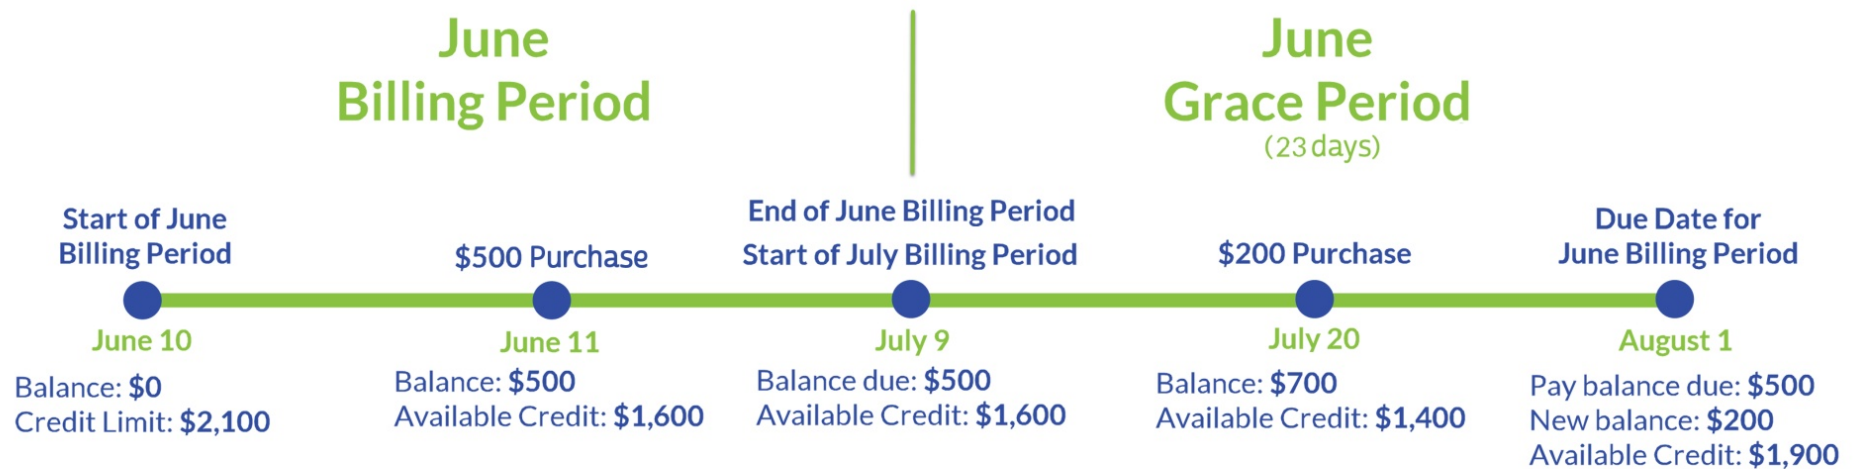 June
Billing Period
June
Grace Period
(23 days)
Start of June
Billing Period
$500 Purchase
End of June Billing Period
Start of July Billing Period
$200 Purchase
Due Date for
June Billing Period
June 10
Balance: $0
Credit Limit: $2,100
June 11
Balance: $500
Available Credit: $1,600
July 9
Balance due: $500
Available Credit: $1,600
July 20
Balance: $700
Available Credit: $1,400
August 1
Pay balance due: $500
New balance: $200
Available Credit: $1,900